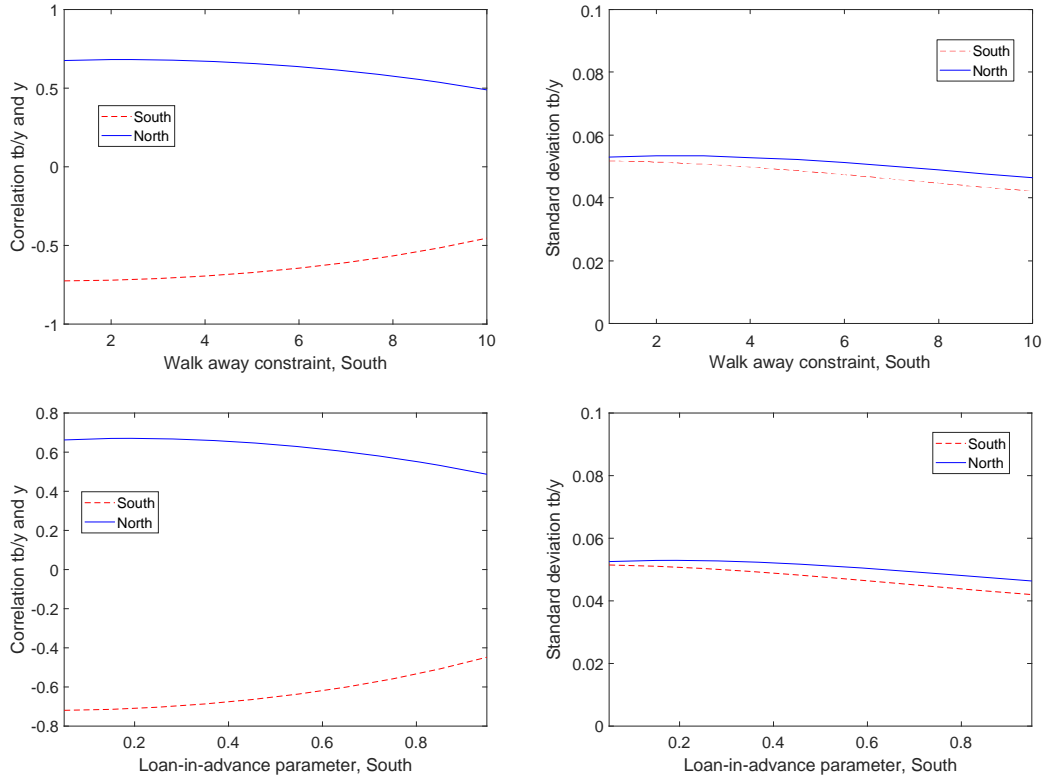 1
0.5
0
-0.5
-1
Correlation tb/y and y
South
North
2
4
6
8
10
Walk away constraint, South
0.1
0.08
0.06
0.04
0.02
0
Standard deviation tb/y
South
North
2
4
6
8
10
Walk away constraint, South
0.8
0.6
0.4
0.2
0
-0.2
-0.4
-0.6
-0.8
Correlation tb/y and y
South
North
0.2
0.4
0.6
0.8
Loan-in-advance parameter, South
0.1
0.08
0.06
0.04
0.02
0
Standard deviation tb/y
South
North
0.2
0.4
0.6
0.8
Loan-in-advance parameter, South